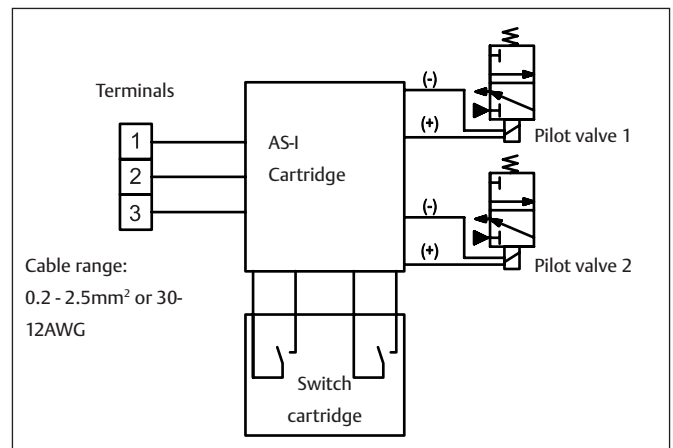 Terminals
1
2
3
Cable range:
0.2 - 2.5mm² or 30-
12AWG
AS-I
Cartridge
(-)
(+)
Pilot valve 1
(-)
(+)
Pilot valve 2
Switch
cartridge